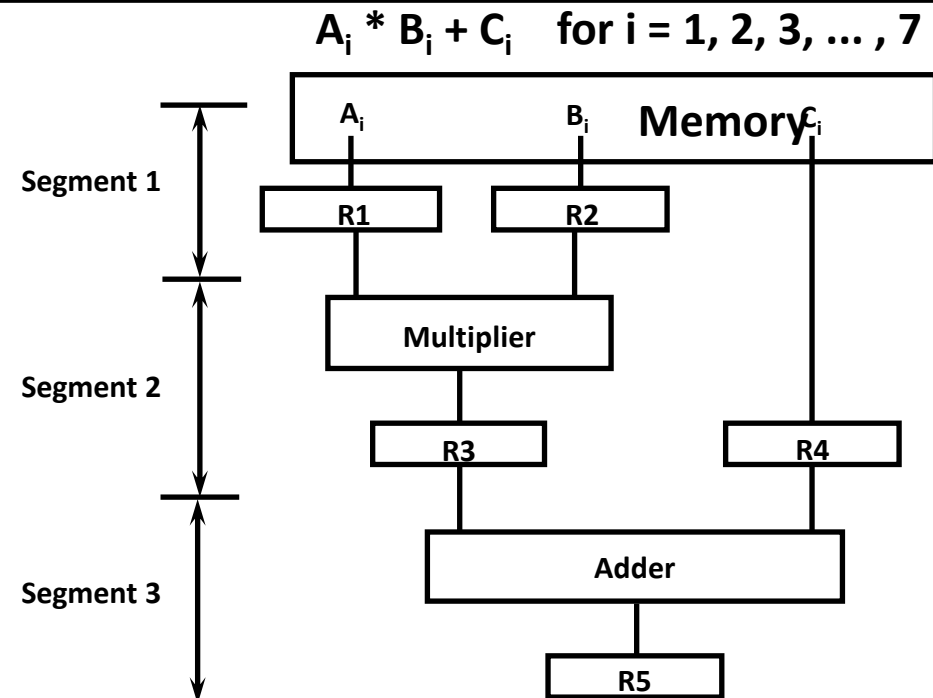 Aᵢ * Bᵢ + Cᵢ for i = 1, 2, 3, ... , 7
Aᵢ Bᵢ Memory Cᵢ
Segment 1
R1 R2
Multiplier
Segment 2
R3 R4
Adder
Segment 3
R5